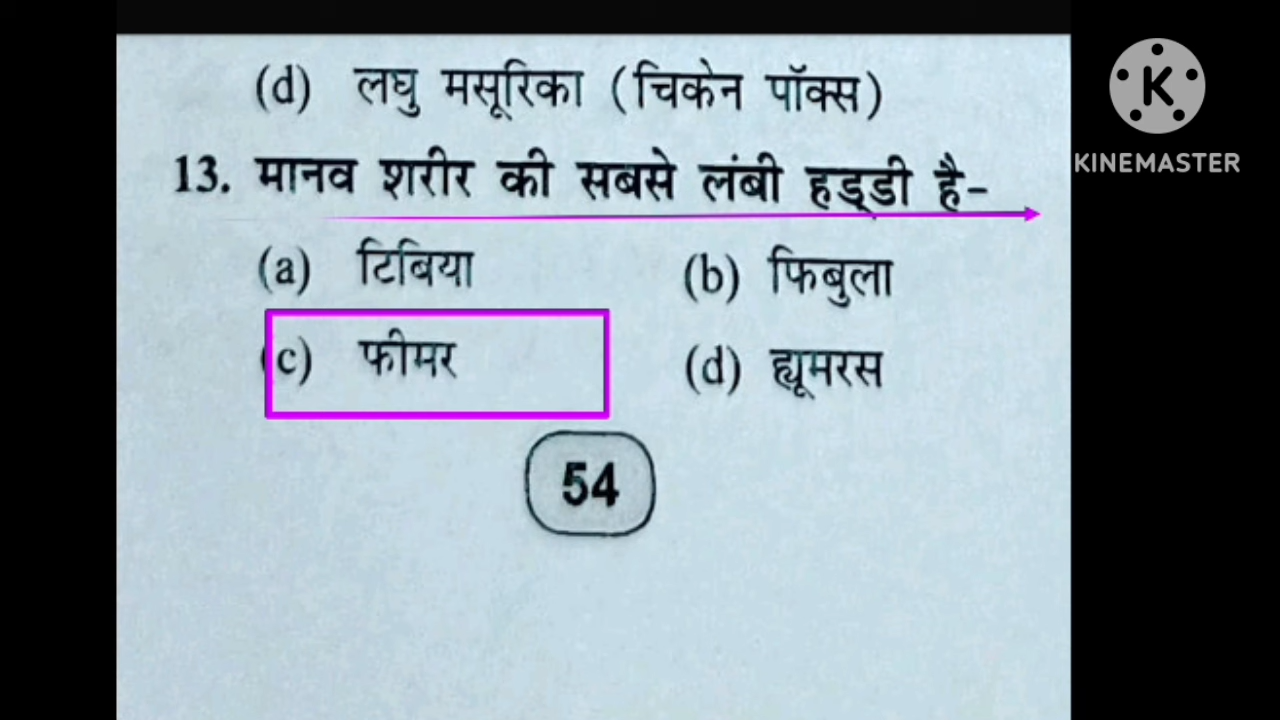 (d) लघु मसूरिका (चिकेन पॉक्स)
KINEMASTER
13. मानव शरीर की सबसे लंबी हड्डी है-
(a) टिबिया (b) फिबुला
(c) फीमर (d) ह्यूमरस
54